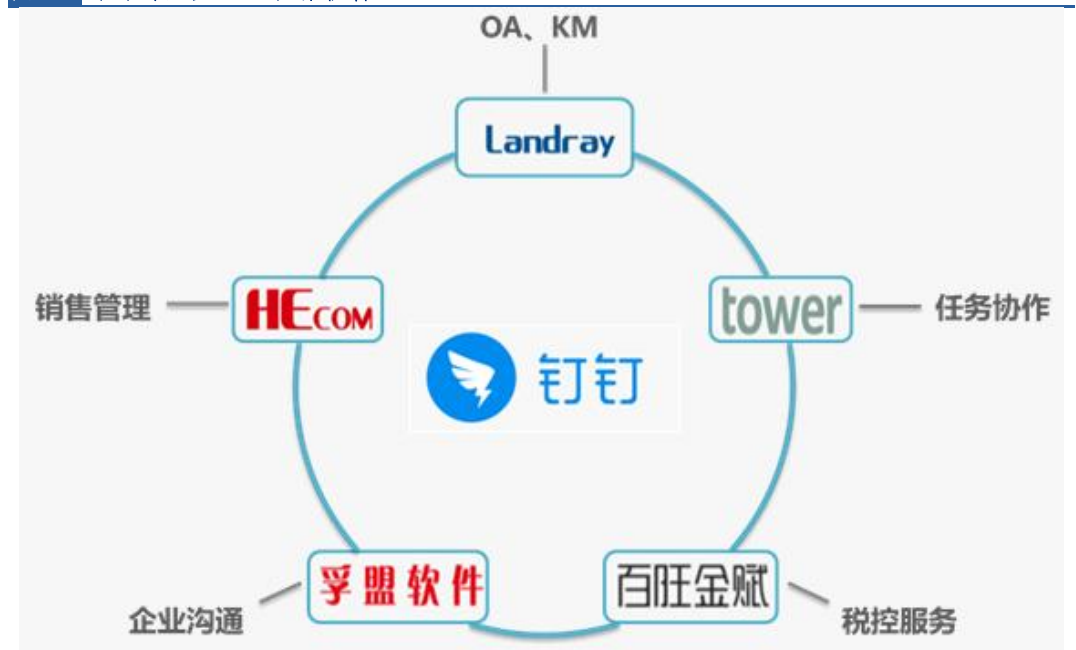 OA、KM
Landray
销售管理
HECOM
tower
任务协作
钉钉
孚盟软件
百旺金赋
企业沟通
税控服务